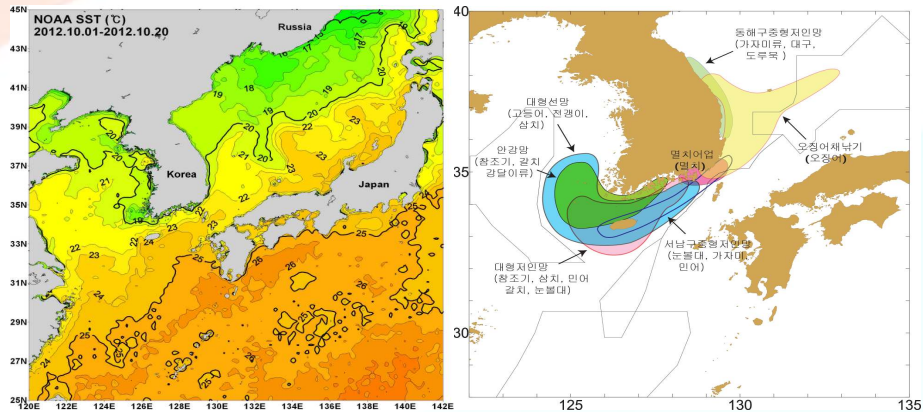 NOAA SST (℃)
2012.10.01-2012.10.20
Russia
Korea
Japan
45N
43N
41N
39N
37N
35N
33N
31N
29N
27N
25N
120E 122E 124E 126E 128E 130E 132E 134E 136E 138E 140E 142E
40
35
30
125 130 135
동해구중형저인망
(가자미류, 대구,
도루묵)
대형선망
(고등어, 전갱이,
삼치)
안강망
(참조기, 갈치
강달이류)
멸치어업
(멸치)
오징어채낚기
(오징어)
서남구중형저인망
(눈볼대, 가자미,
민어)
대형저인망
(참조기, 삼치, 민어
갈치, 눈볼대)